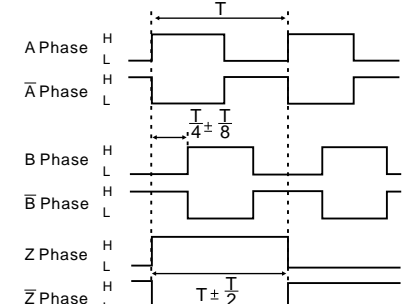 T
H
A Phase
L
H
A̅ Phase
L
T/4 ± T/8
H
B Phase
L
H
B̅ Phase
L
H
Z Phase
L
H
T ± T/2
Z̅ Phase
L